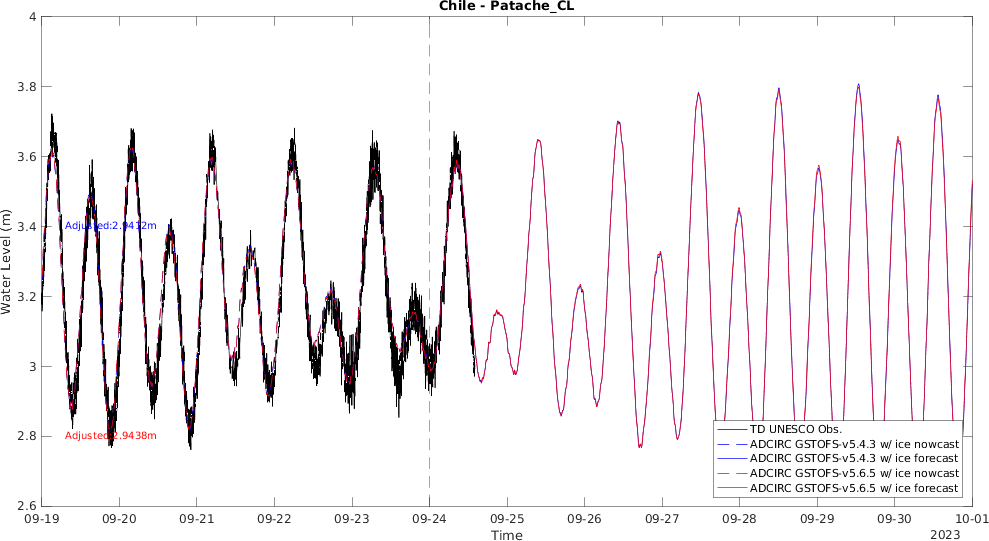 Chile - Patache_CL
4
3.8
3.6
3.4
3.2
3
2.8
2.6
Water Level (m)
Adjusted:2.9412m
Adjusted:2.9438m
TD UNESCO Obs.
ADCIRC GSTOFS-v5.4.3 w/ ice nowcast
ADCIRC GSTOFS-v5.4.3 w/ ice forecast
ADCIRC GSTOFS-v5.6.5 w/ ice nowcast
ADCIRC GSTOFS-v5.6.5 w/ ice forecast
09-19 09-20 09-21 09-22 09-23 09-24 09-25 09-26 09-27 09-28 09-29 09-30 10-01
Time
2023